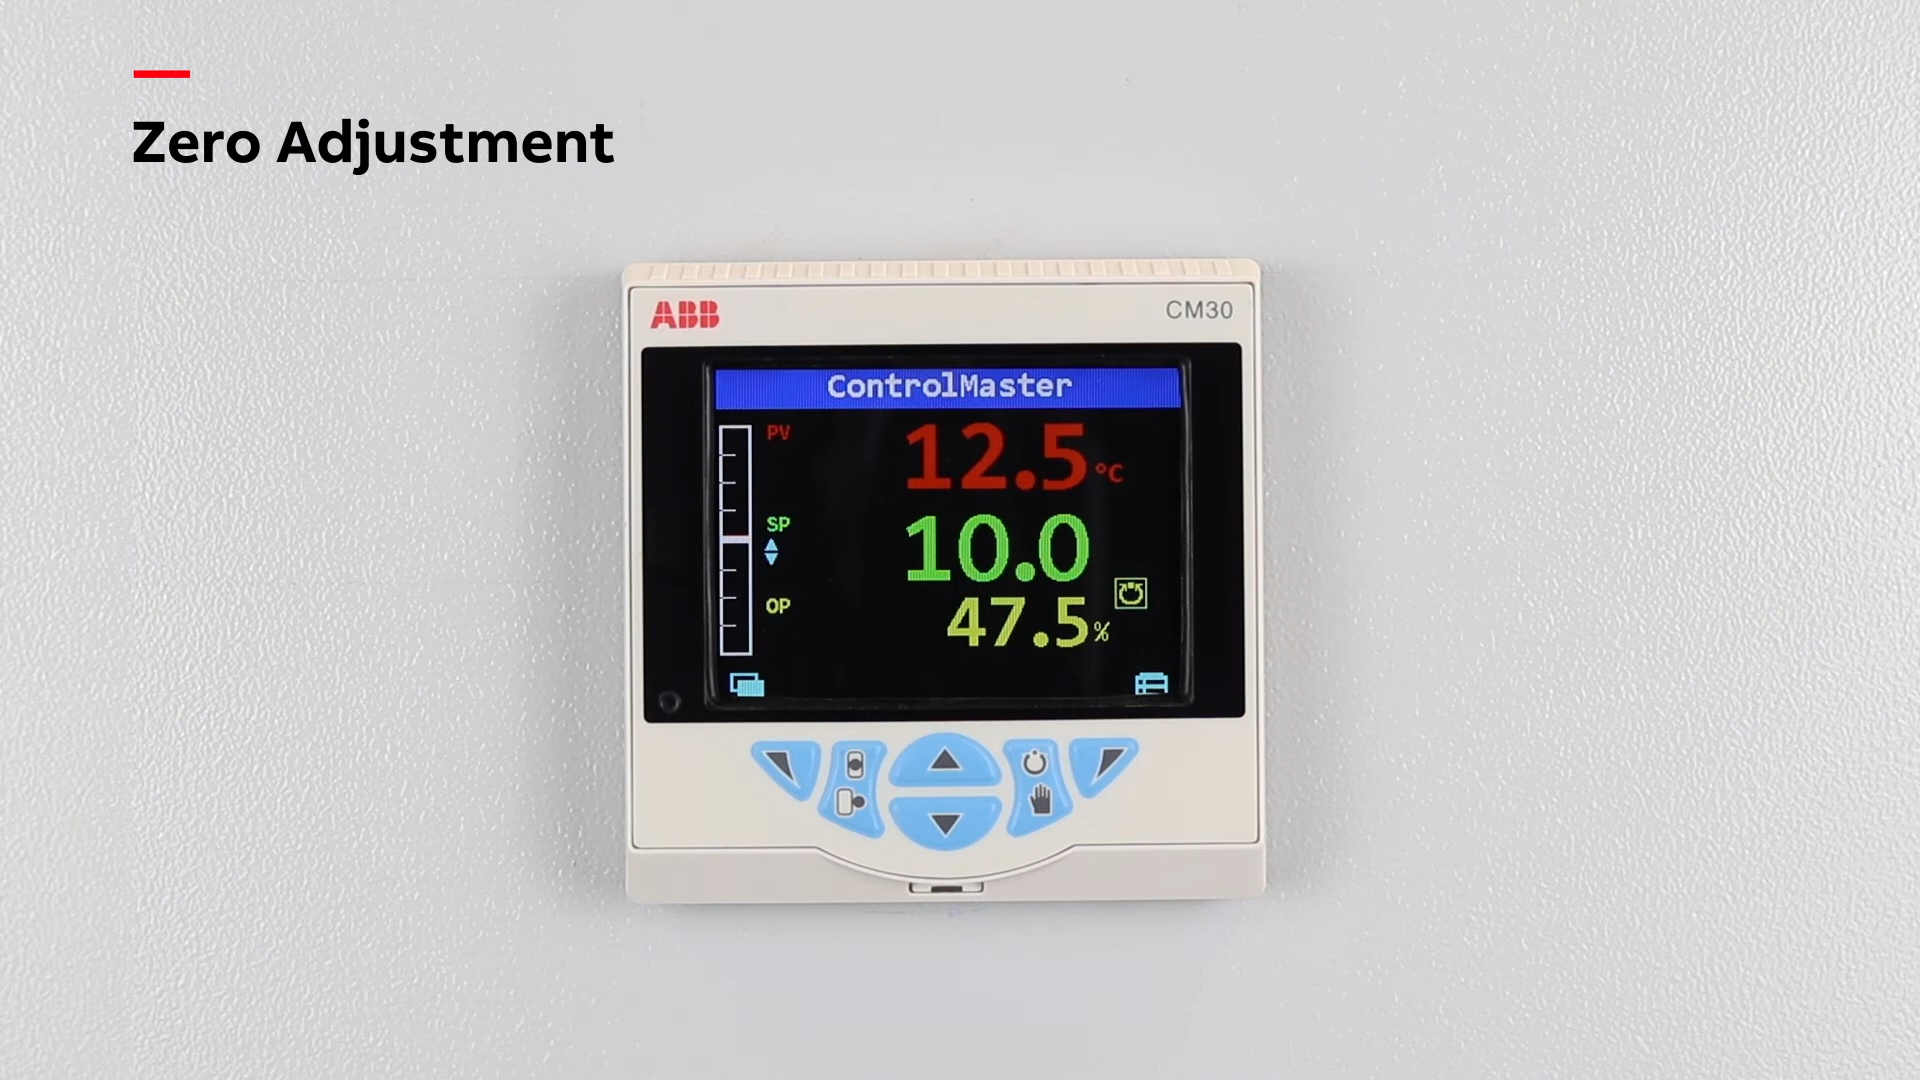 Zero Adjustment
ABB
CM30
ControlMaster
PV
12.5 °C
SP
10.0
OP
47.5 %